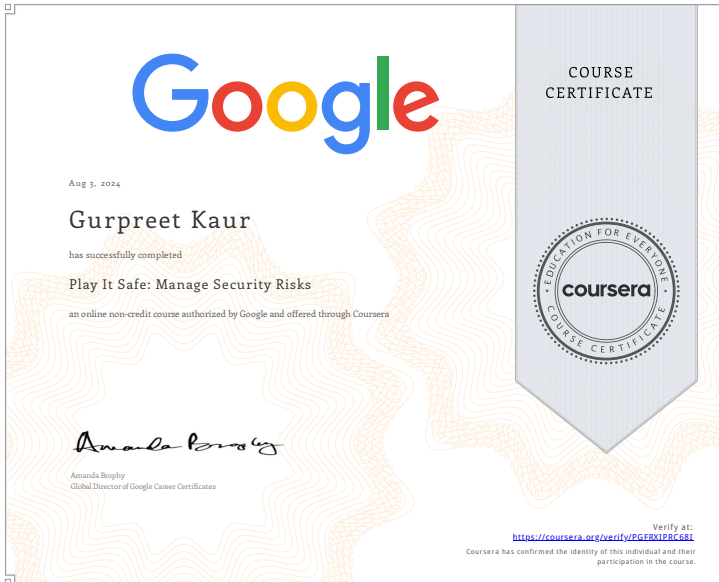 Google
COURSE
CERTIFICATE
Aug 3, 2024
Gurpreet Kaur
has successfully completed
Play It Safe: Manage Security Risks
an online non-credit course authorized by Google and offered through Coursera
EDUCATION FOR EVERYONE
coursera
COURSE CERTIFICATE
Amanda Brophy
Amanda Brophy
Global Director of Google Career Certificates
Verify at:
https://coursera.org/verify/PGFRXIPRC68I
Coursera has confirmed the identity of this individual and their
participation in the course.